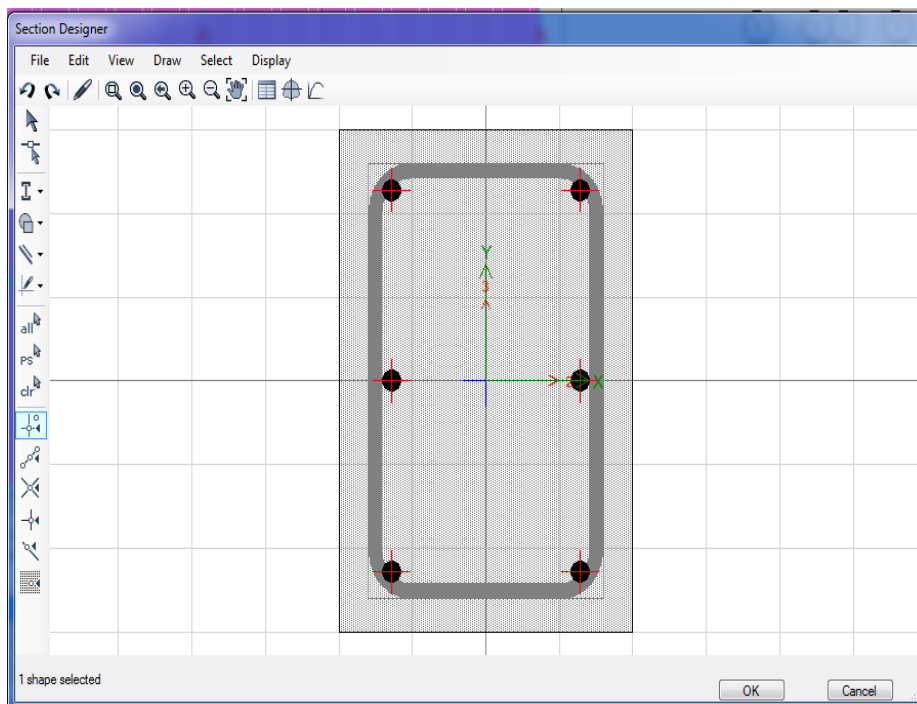 Section Designer
File Edit View Draw Select Display
all
PS
clr
Y
3
2 X
1 shape selected
OK Cancel